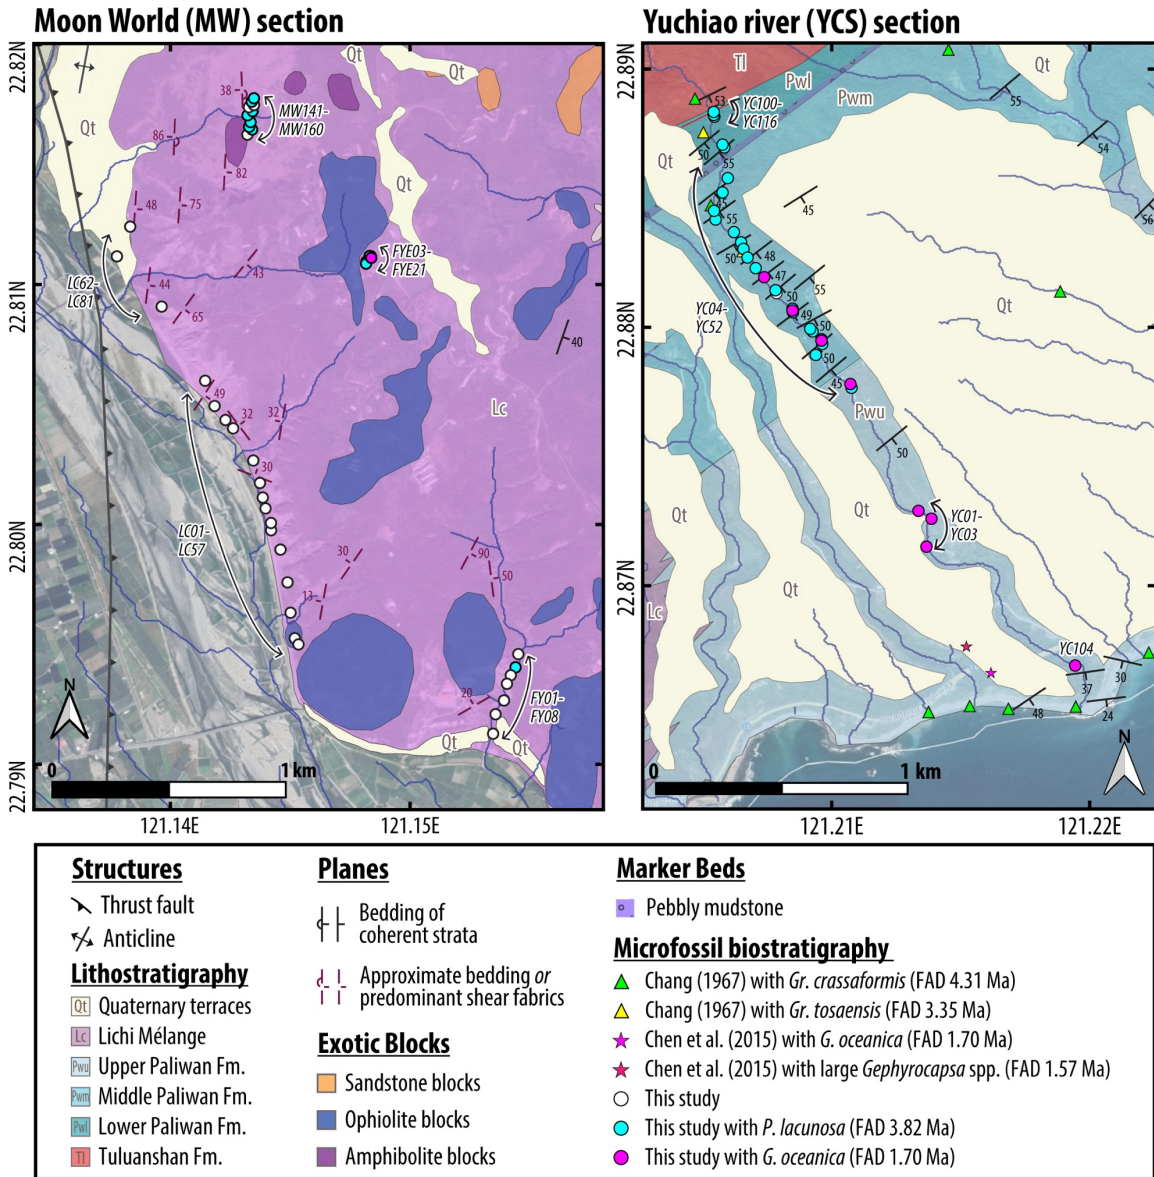 Moon World (MW) section
Yuchiao river (YCS) section
22.82N
22.81N
22.80N
22.79N
121.14E
121.15E
Qt
Qt
Qt
38
MW141-
MW160
86
82
48
75
Qt
FYE03-
FYE21
LC62-
LC81
44
43
65
40
Lc
49
32
32
30
LC01-
LC57
30
90
50
13
20
FY01-
FY08
Qt
Qt
N
0
1 km
22.89N
22.88N
22.87N
121.21E
121.22E
Tl
Pwl
Pwm
Qt
53
YC100-
YC116
55
54
Qt
50
55
45
56
45
55
50
48
47
55
50
Qt
YC04-
YC52
49
50
50
45
Pwu
50
Qt
Qt
YC01-
YC03
Qt
Lc
YC104
30
37
48
24
N
0
1 km
Structures
Thrust fault
Anticline
Lithostratigraphy
Qt Quaternary terraces
Lc Lichi Mélange
Pwu Upper Paliwan Fm.
Pwm Middle Paliwan Fm.
Pwl Lower Paliwan Fm.
Tl Tuluanshan Fm.
Planes
Bedding of
coherent strata
Approximate bedding or
predominant shear fabrics
Exotic Blocks
Sandstone blocks
Ophiolite blocks
Amphibolite blocks
Marker Beds
Pebbly mudstone
Microfossil biostratigraphy
Chang (1967) with Gr. crassaformis (FAD 4.31 Ma)
Chang (1967) with Gr. tosaensis (FAD 3.35 Ma)
Chen et al. (2015) with G. oceanica (FAD 1.70 Ma)
Chen et al. (2015) with large Gephyrocapsa spp. (FAD 1.57 Ma)
This study
This study with P. lacunosa (FAD 3.82 Ma)
This study with G. oceanica (FAD 1.70 Ma)